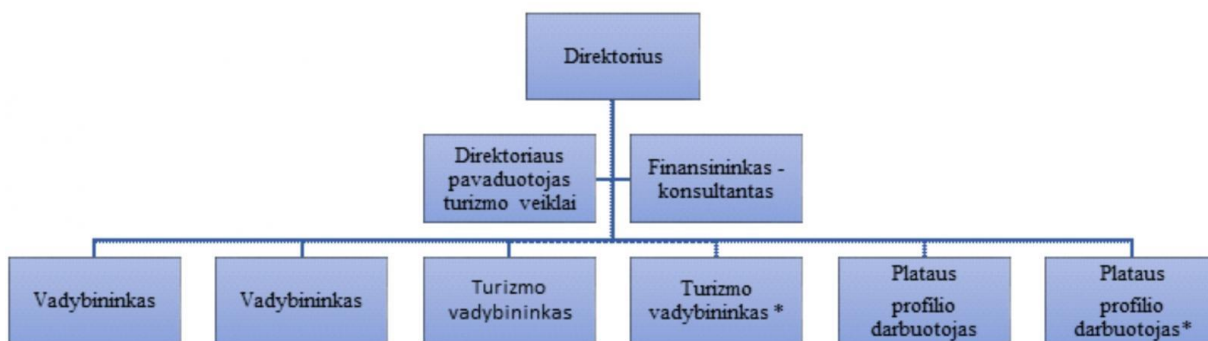 Direktorius
Direktoriaus
pavaduotojas
turizmo veiklai
Finansininkas -
konsultantas
Vadybininkas
Vadybininkas
Turizmo
vadybininkas
Turizmo
vadybininkas *
Plataus
profilio
darbuotojas
Plataus
profilio
darbuotojas*